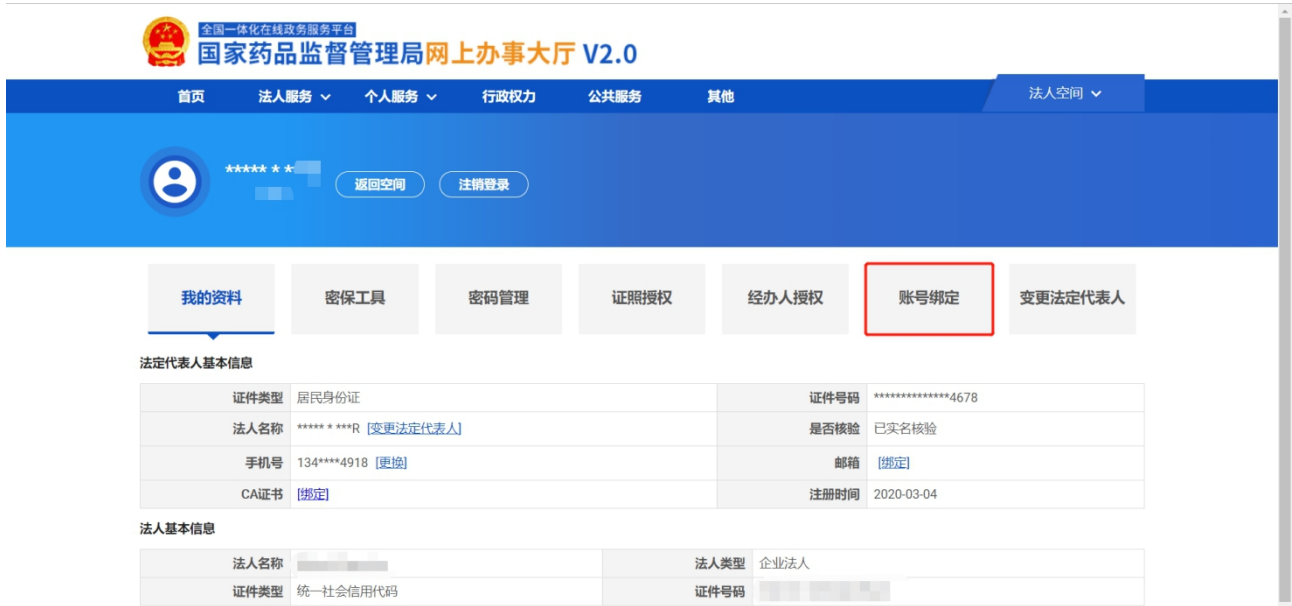 全国一体化在线政务服务平台
国家药品监督管理局网上办事大厅 V2.0
首页 法人服务 个人服务 行政权力 公共服务 其他 法人空间
***** * *
返回空间 注销登录
我的资料 密保工具 密码管理 证照授权 经办人授权 账号绑定 变更法定代表人
法定代表人基本信息
证件类型 居民身份证 证件号码 **************4678
法人名称 ***** * ***R [变更法定代表人] 是否核验 已实名核验
手机号 134****4918 [更换] 邮箱 [绑定]
CA证书 [绑定] 注册时间 2020-03-04
法人基本信息
法人名称 法人类型 企业法人
证件类型 统一社会信用代码 证件号码